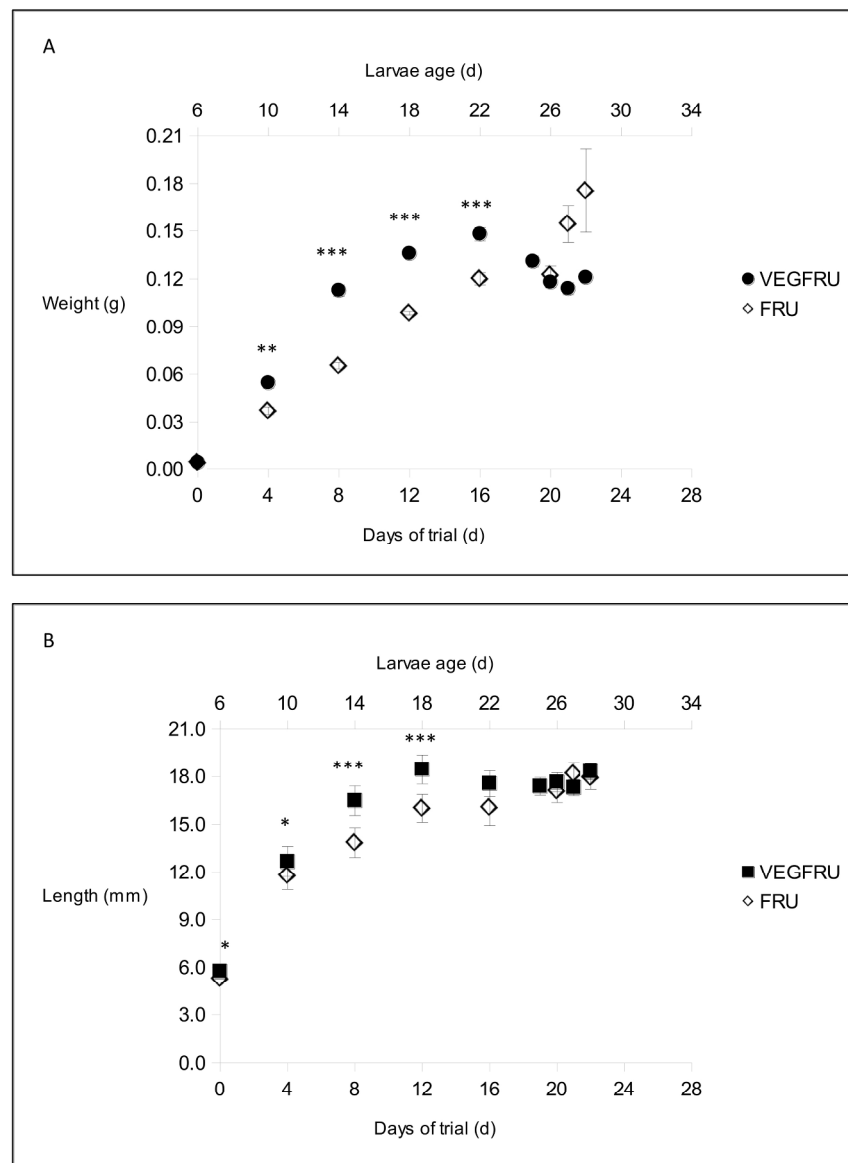 A
Larvae age (d)
6 10 14 18 22 26 30 34
0.21
0.18
0.15
0.12
0.09
0.06
0.03
0.00
Weight (g)
**
***
***
***
VEGFRU
FRU
0 4 8 12 16 20 24 28
Days of trial (d)
B
Larvae age (d)
6 10 14 18 22 26 30 34
21.0
18.0
15.0
12.0
9.0
6.0
3.0
0.0
Length (mm)
*
*
***
***
VEGFRU
FRU
0 4 8 12 16 20 24 28
Days of trial (d)